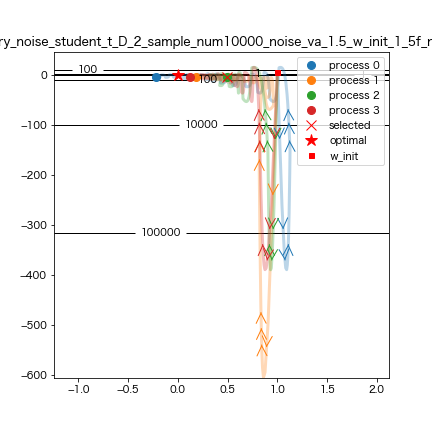 ry_noise_student_t_D_2_sample_num10000_noise_va_1.5_w_init_1_5f_r
process 0
process 1
process 2
process 3
selected
optimal
w_init
100
1
100
10000
100000
0
−100
−200
−300
−400
−500
−600
−1.0 −0.5 0.0 0.5 1.0 1.5 2.0